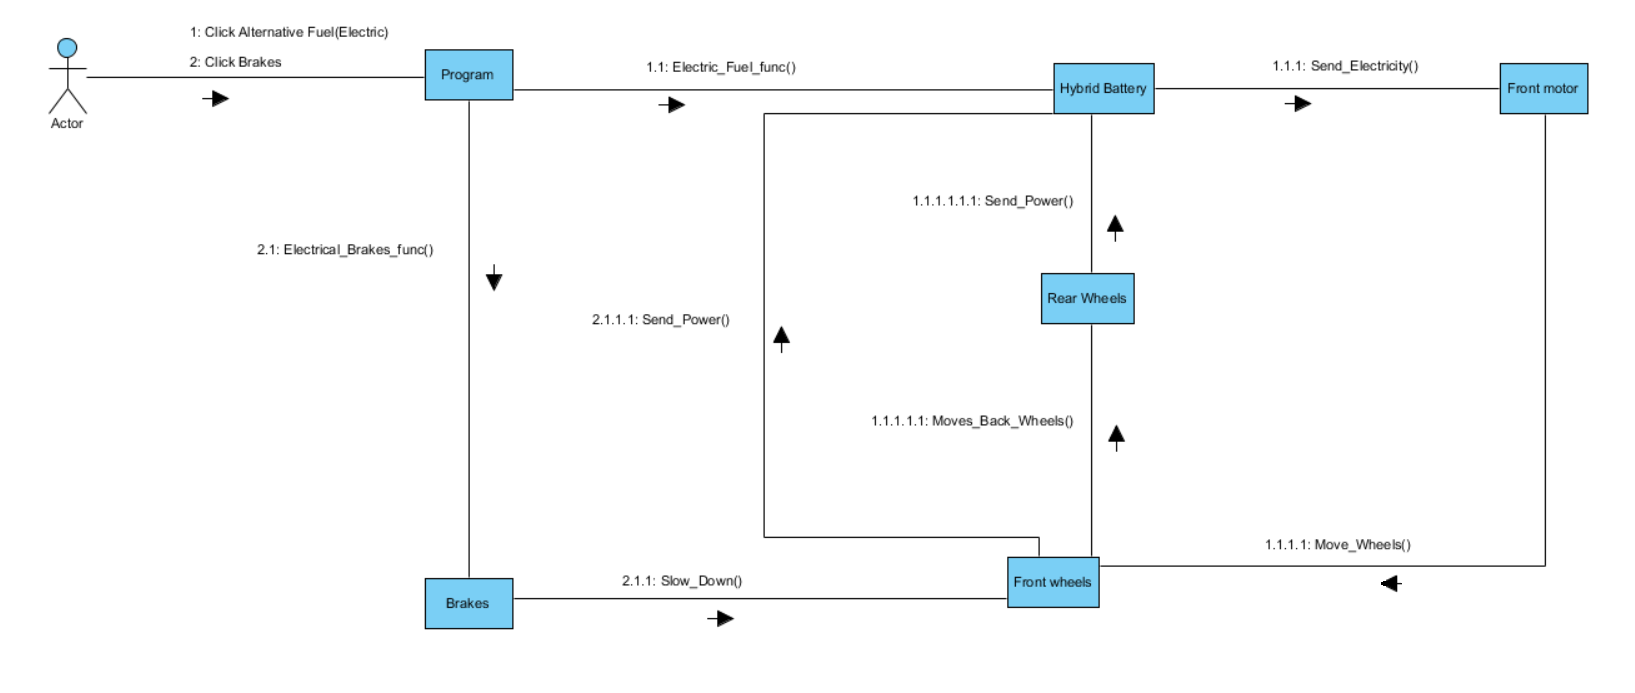 1: Click Alternative Fuel(Electric)
2: Click Brakes
Actor
Program
1.1: Electric_Fuel_func()
Hybrid Battery
1.1.1: Send_Electricity()
Front motor
1.1.1.1.1.1: Send_Power()
2.1: Electrical_Brakes_func()
Rear Wheels
2.1.1.1: Send_Power()
1.1.1.1.1: Moves_Back_Wheels()
1.1.1.1: Move_Wheels()
2.1.1: Slow_Down()
Front wheels
Brakes